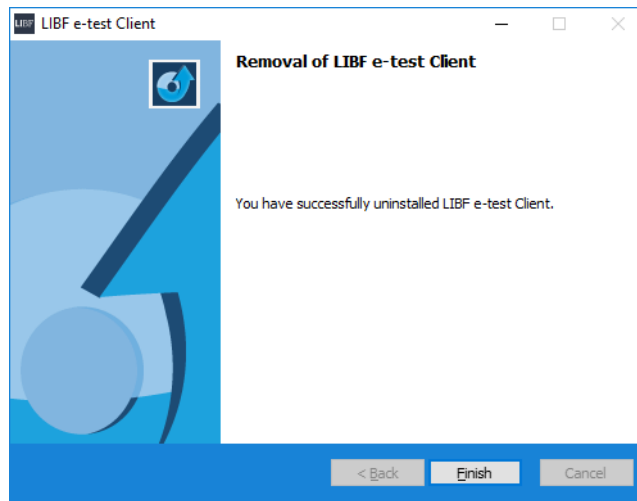 LIBF LIBF e-test Client
Removal of LIBF e-test Client
You have successfully uninstalled LIBF e-test Client.
< Back Finish Cancel